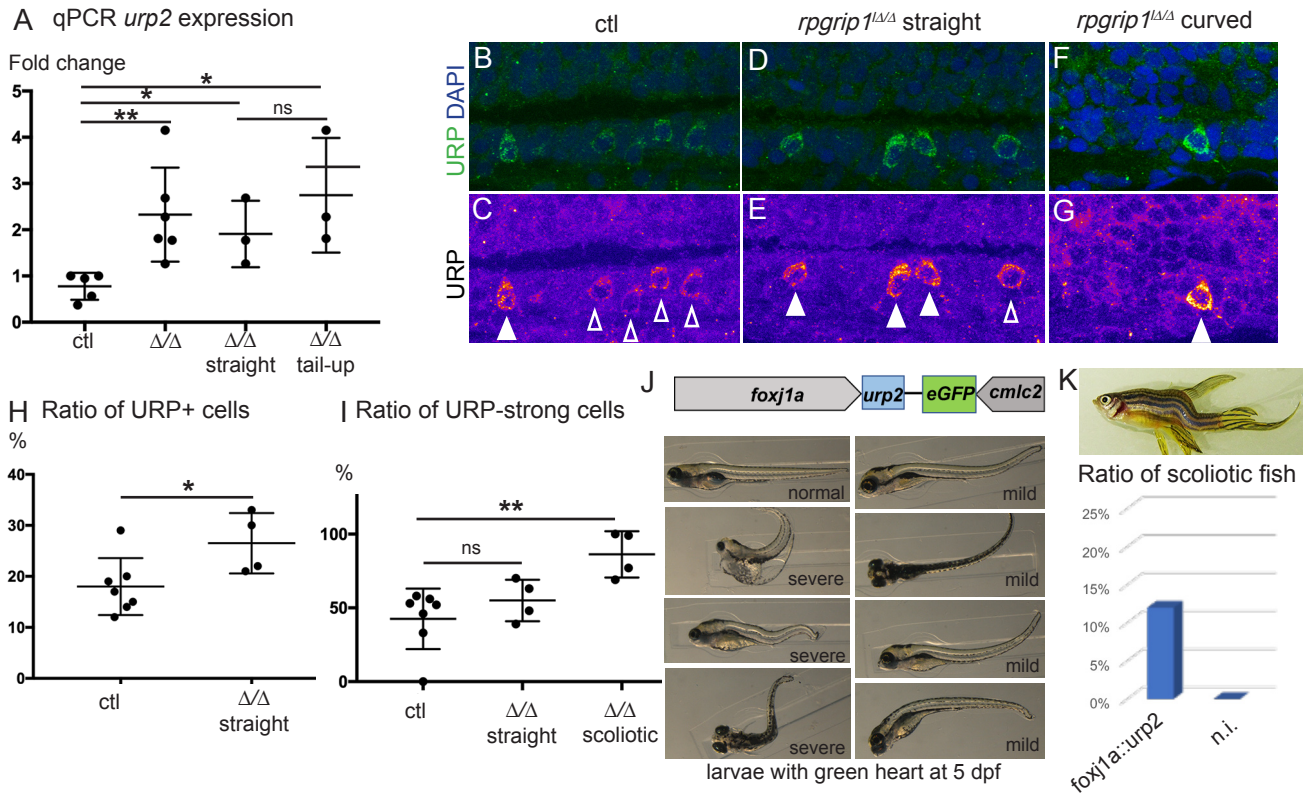 A qPCR urp2 expression
Fold change
5
4
3
2
1
0
**
*
*
ns
ctl
Δ/Δ
Δ/Δ
straight
Δ/Δ
tail-up
ctl
rpgrip1lΔ/Δ straight
rpgrip1lΔ/Δ curved
URP DAPI
URP
B
D
F
C
E
G
H Ratio of URP+ cells
%
40
30
20
10
0
*
ctl
Δ/Δ
straight
I Ratio of URP-strong cells
%
100
50
0
**
ns
ctl
Δ/Δ
straight
Δ/Δ
scoliotic
J
foxj1a urp2 eGFP cmlc2
normal
mild
severe
mild
severe
mild
severe
mild
larvae with green heart at 5 dpf
K
Ratio of scoliotic fish
25%
20%
15%
10%
5%
0%
foxj1a::urp2
n.i.